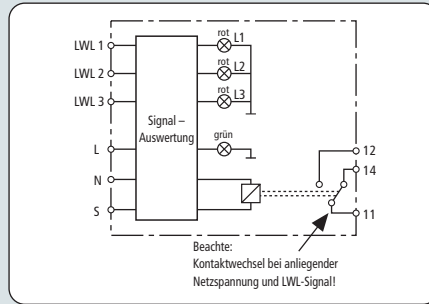 LWL 1
LWL 2
LWL 3
L
N
S
Signal –
Auswertung
rot L1
rot L2
rot L3
grün
12
14
11
Beachte:
Kontaktwechsel bei anliegender
Netzspannung und LWL-Signal!